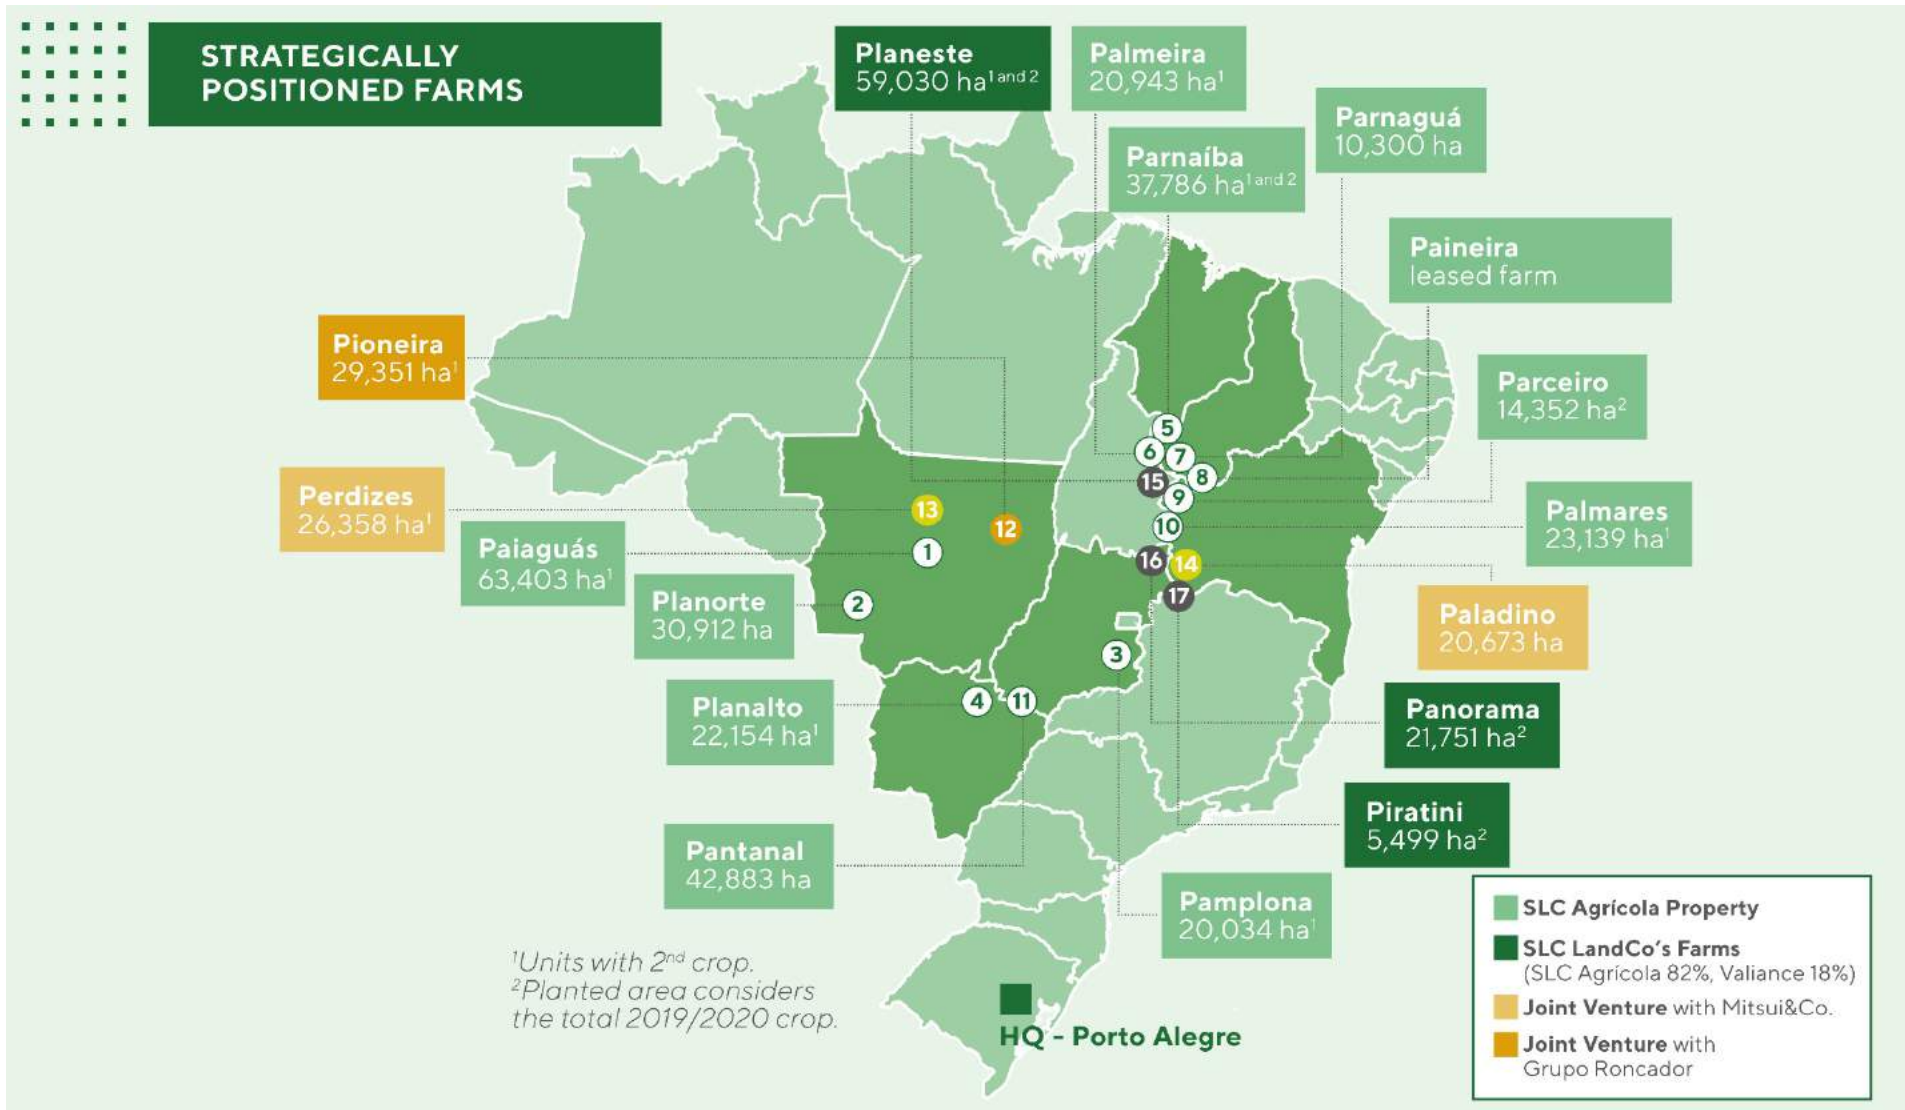 STRATEGICALLY
POSITIONED FARMS
Planeste
59,030 ha¹ and ²
Palmeira
20,943 ha¹
Parnaguá
10,300 ha
Parnaíba
37,786 ha¹ and ²
Paineira
leased farm
Pioneira
29,351 ha¹
Parceiro
14,352 ha²
Perdizes
26,358 ha¹
Paiaguás
63,403 ha¹
Palmares
23,139 ha¹
Planorte
30,912 ha
Paladino
20,673 ha
Planalto
22,154 ha¹
Panorama
21,751 ha²
Piratini
5,499 ha²
Pantanal
42,883 ha
Pamplona
20,034 ha¹
5
6
7
8
15
9
13
12
10
1
16
14
17
2
3
4
11
¹Units with 2nd crop.
²Planted area considers
the total 2019/2020 crop.
HQ - Porto Alegre
SLC Agrícola Property
SLC LandCo's Farms
(SLC Agrícola 82%, Valiance 18%)
Joint Venture with Mitsui&Co.
Joint Venture with
Grupo Roncador